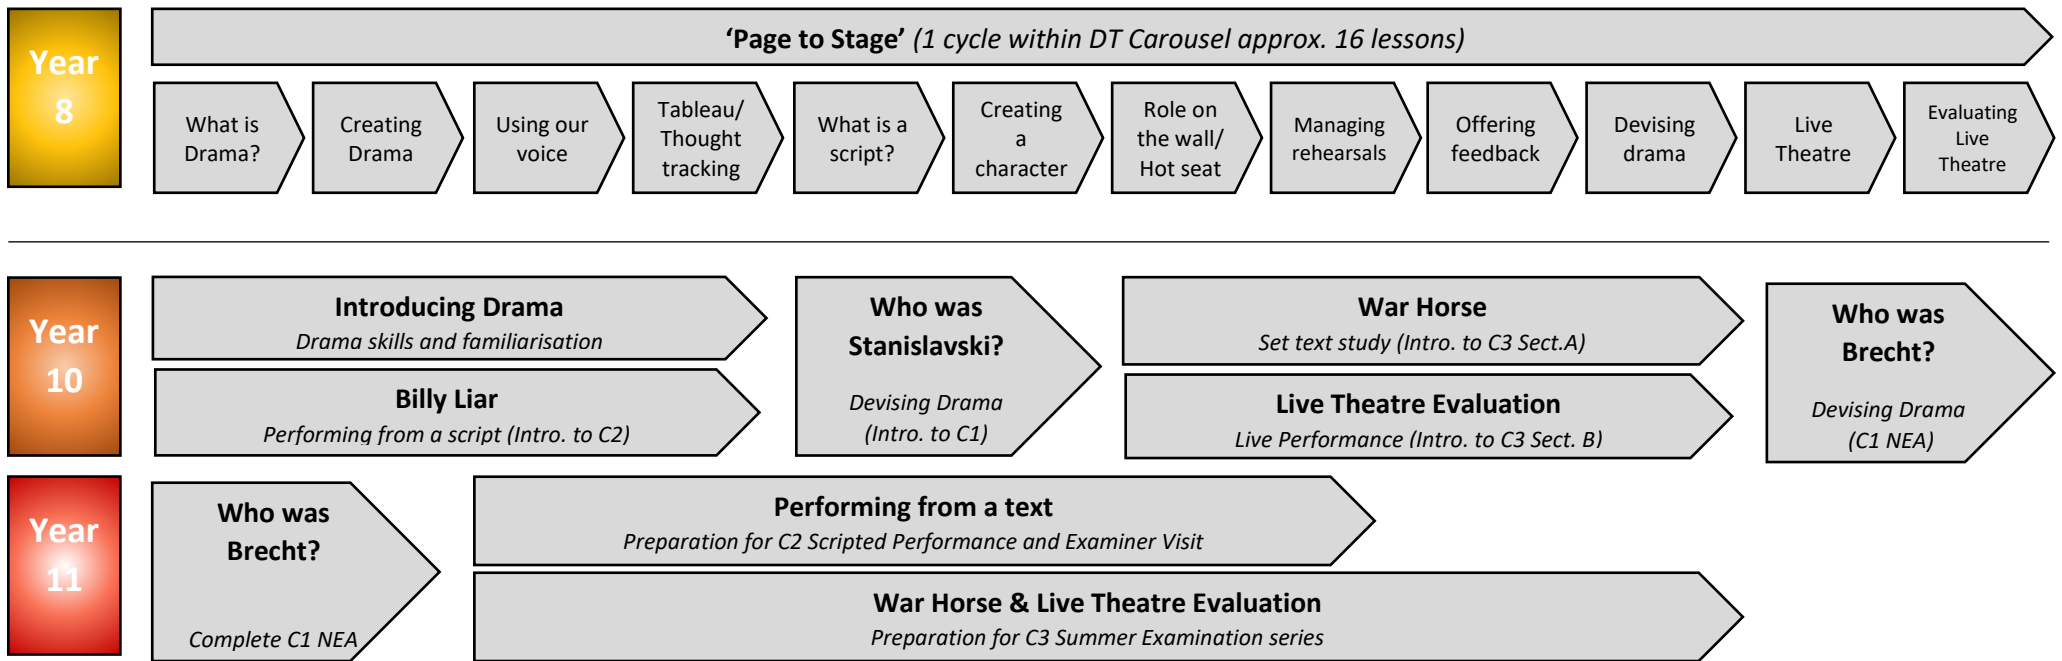 Year
8
‘Page to Stage’ (1 cycle within DT Carousel approx. 16 lessons)
What is
Drama?
Creating
Drama
Using our
voice
Tableau/
Thought
tracking
What is a
script?
Creating
a
character
Role on
the wall/
Hot seat
Managing
rehearsals
Offering
feedback
Devising
drama
Live
Theatre
Evaluating
Live
Theatre
Year
10
Introducing Drama
Drama skills and familiarisation
Billy Liar
Performing from a script (Intro. to C2)
Who was
Stanislavski?
Devising Drama
(Intro. to C1)
War Horse
Set text study (Intro. to C3 Sect.A)
Live Theatre Evaluation
Live Performance (Intro. to C3 Sect. B)
Who was
Brecht?
Devising Drama
(C1 NEA)
Year
11
Who was
Brecht?
Complete C1 NEA
Performing from a text
Preparation for C2 Scripted Performance and Examiner Visit
War Horse & Live Theatre Evaluation
Preparation for C3 Summer Examination series